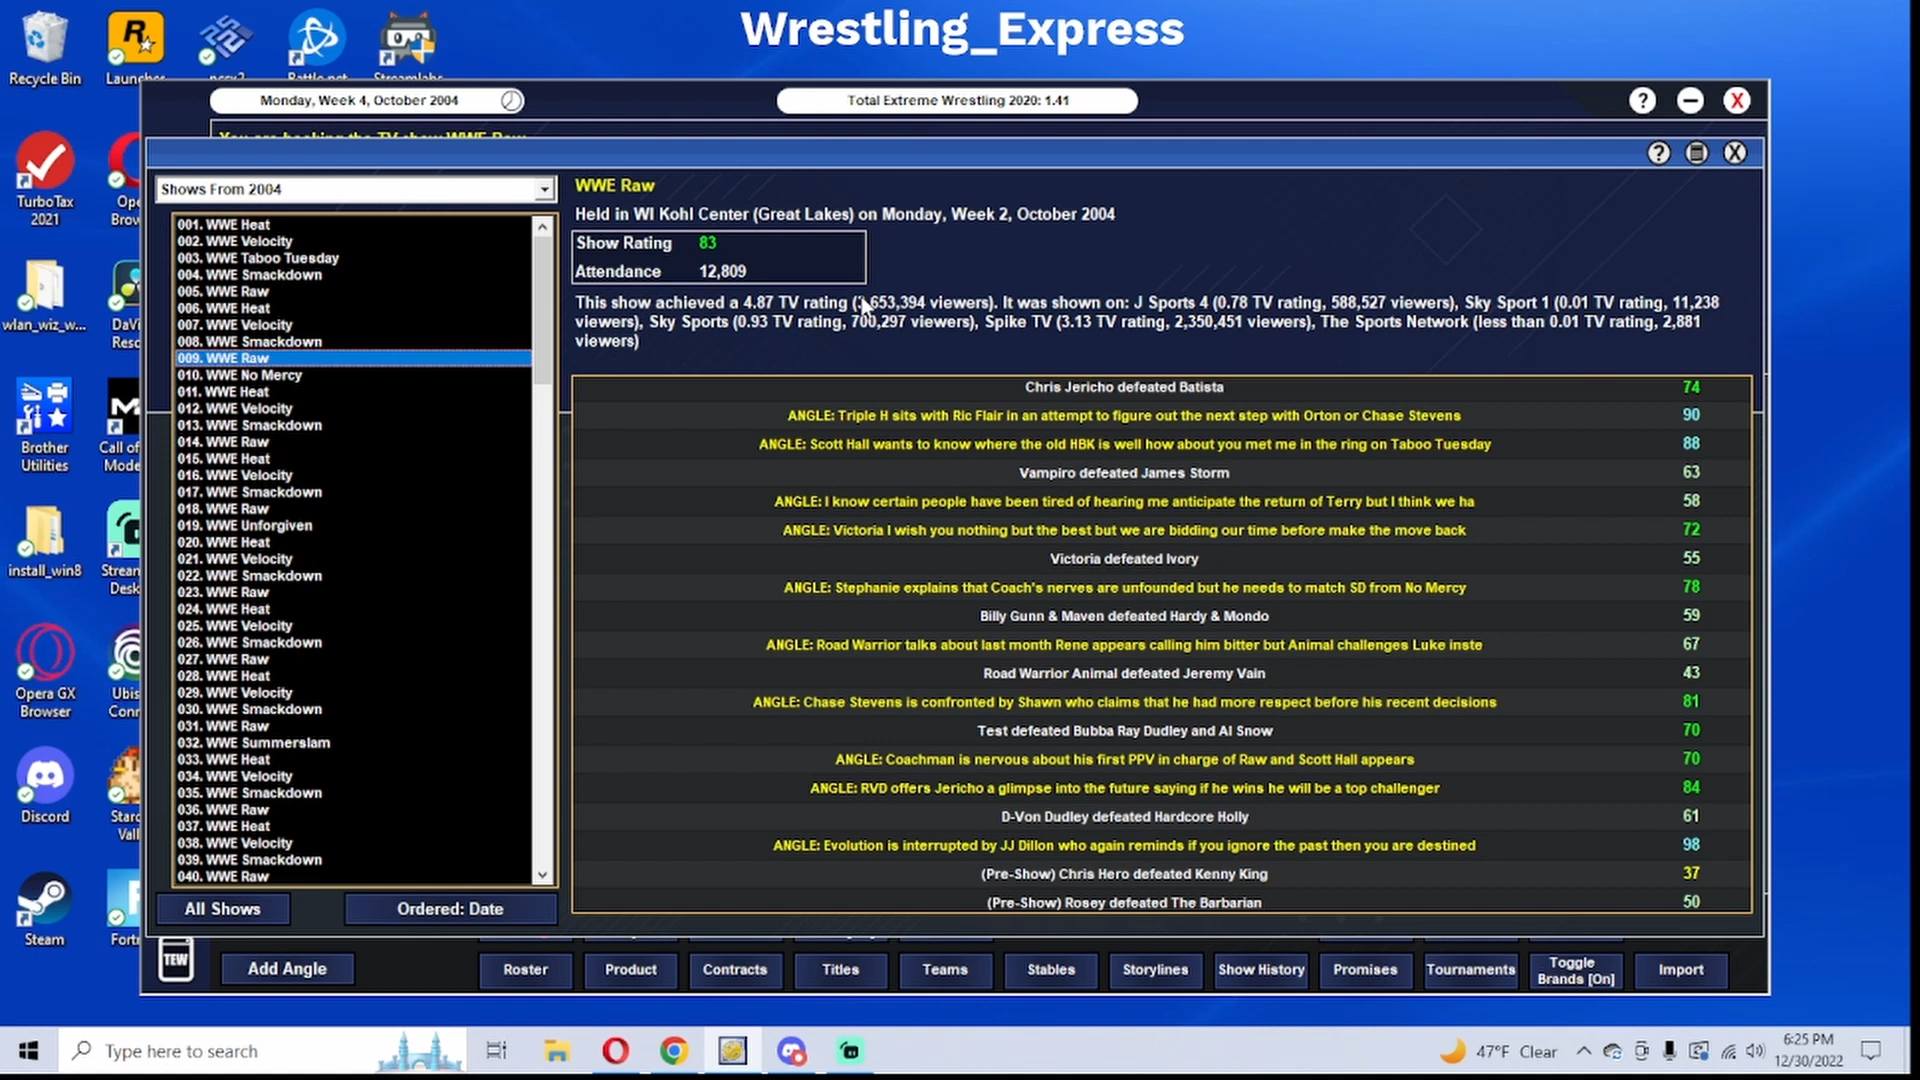 Wrestling_Express
Recycle Bin
Launcher
pcsx2
Battle.net
Streamlabs
Monday, Week 4, October 2004
Total Extreme Wrestling 2020: 1.41
You are booking the TV show WWE Raw
TurboTax
2021
wlan_wiz_w...
Brother
Utilities
install_win8
Opera GX
Browser
Discord
Steam
Shows From 2004
001. WWE Heat
002. WWE Velocity
003. WWE Taboo Tuesday
004. WWE Smackdown
005. WWE Raw
006. WWE Heat
007. WWE Velocity
008. WWE Smackdown
009. WWE Raw
010. WWE No Mercy
011. WWE Heat
012. WWE Velocity
013. WWE Smackdown
014. WWE Raw
015. WWE Heat
016. WWE Velocity
017. WWE Smackdown
018. WWE Raw
019. WWE Unforgiven
020. WWE Heat
021. WWE Velocity
022. WWE Smackdown
023. WWE Raw
024. WWE Heat
025. WWE Velocity
026. WWE Smackdown
027. WWE Raw
028. WWE Heat
029. WWE Velocity
030. WWE Smackdown
031. WWE Raw
032. WWE Summerslam
033. WWE Heat
034. WWE Velocity
035. WWE Smackdown
036. WWE Raw
037. WWE Heat
038. WWE Velocity
039. WWE Smackdown
040. WWE Raw
All Shows
Ordered: Date
WWE Raw
Held in WI Kohl Center (Great Lakes) on Monday, Week 2, October 2004
Show Rating 83
Attendance 12,809
This show achieved a 4.87 TV rating (3,653,394 viewers). It was shown on: J Sports 4 (0.78 TV rating, 588,527 viewers), Sky Sport 1 (0.01 TV rating, 11,238
viewers), Sky Sports (0.93 TV rating, 700,297 viewers), Spike TV (3.13 TV rating, 2,350,451 viewers), The Sports Network (less than 0.01 TV rating, 2,881
viewers)
Chris Jericho defeated Batista 74
ANGLE: Triple H sits with Ric Flair in an attempt to figure out the next step with Orton or Chase Stevens 90
ANGLE: Scott Hall wants to know where the old HBK is well how about you met me in the ring on Taboo Tuesday 88
Vampiro defeated James Storm 63
ANGLE: I know certain people have been tired of hearing me anticipate the return of Terry but I think we ha 58
ANGLE: Victoria I wish you nothing but the best but we are bidding our time before make the move back 72
Victoria defeated Ivory 55
ANGLE: Stephanie explains that Coach's nerves are unfounded but he needs to match SD from No Mercy 78
Billy Gunn & Maven defeated Hardy & Mondo 59
ANGLE: Road Warrior talks about last month Rene appears calling him bitter but Animal challenges Luke inste 67
Road Warrior Animal defeated Jeremy Vain 43
ANGLE: Chase Stevens is confronted by Shawn who claims that he had more respect before his recent decisions 81
Test defeated Bubba Ray Dudley and Al Snow 70
ANGLE: Coachman is nervous about his first PPV in charge of Raw and Scott Hall appears 70
ANGLE: RVD offers Jericho a glimpse into the future saying if he wins he will be a top challenger 84
D-Von Dudley defeated Hardcore Holly 61
ANGLE: Evolution is interrupted by JJ Dillon who again reminds if you ignore the past then you are destined 98
(Pre-Show) Chris Hero defeated Kenny King 37
(Pre-Show) Rosey defeated The Barbarian 50
TEW
Add Angle
Roster
Product
Contracts
Titles
Teams
Stables
Storylines
Show History
Promises
Tournaments
Toggle
Brands [On]
Import
Type here to search
47°F Clear
6:25 PM
12/30/2022